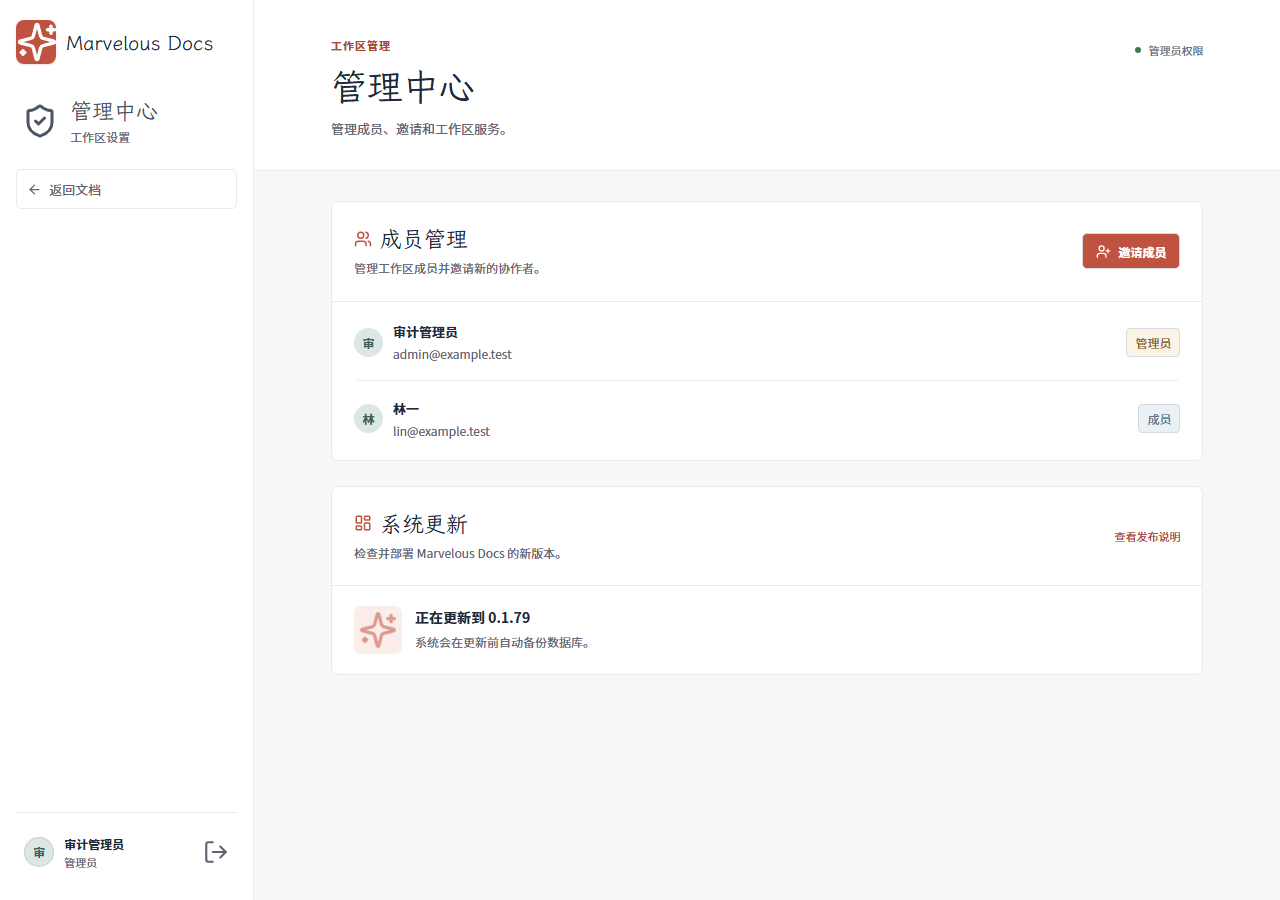 Marvelous Docs
管理中心
工作区设置
返回文档
审
审计管理员
管理员
工作区管理
管理中心
管理成员、邀请和工作区服务。
管理员权限
成员管理
管理工作区成员并邀请新的协作者。
邀请成员
审
审计管理员
admin@example.test
管理员
林
林一
lin@example.test
成员
系统更新
检查并部署 Marvelous Docs 的新版本。
查看发布说明
正在更新到 0.1.79
系统会在更新前自动备份数据库。